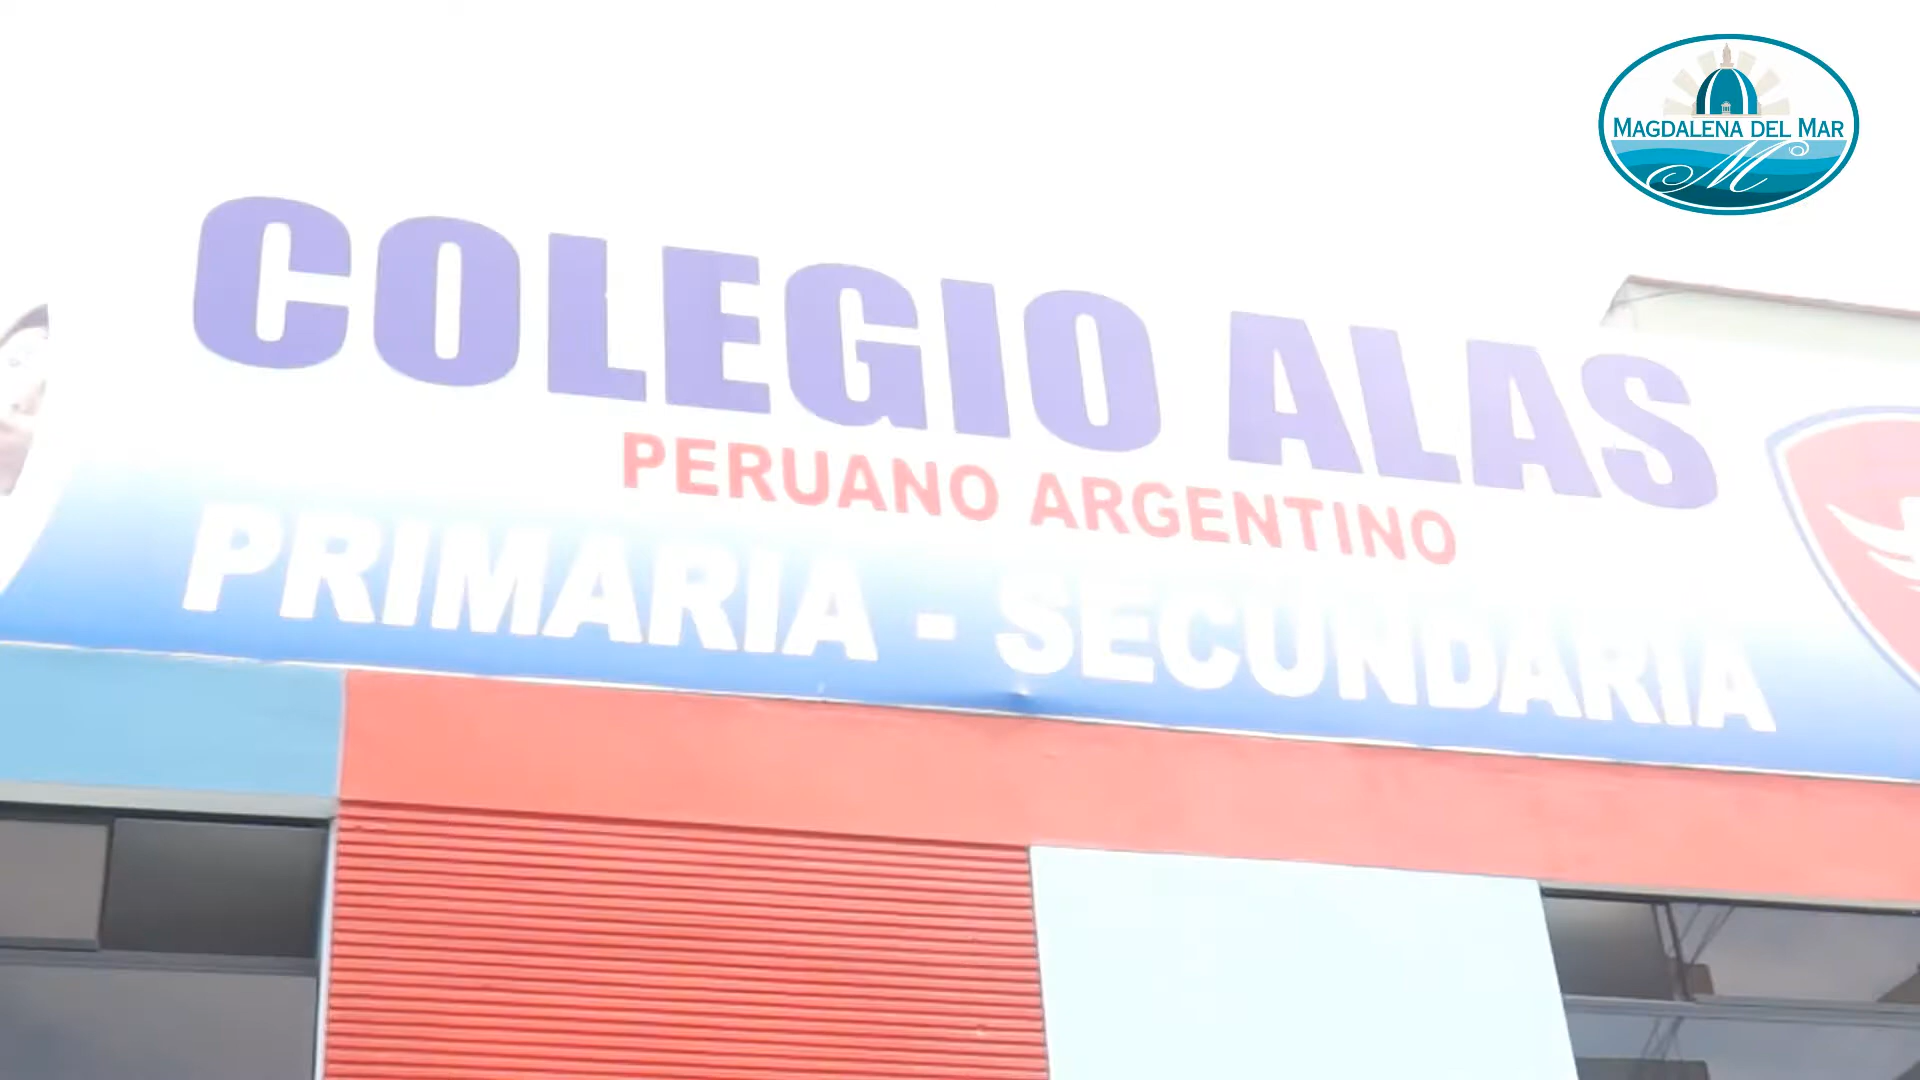 MAGDALENA DEL MAR
M
COLEGIO ALAS
PERUANO ARGENTINO
PRIMARIA - SECUNDARIA